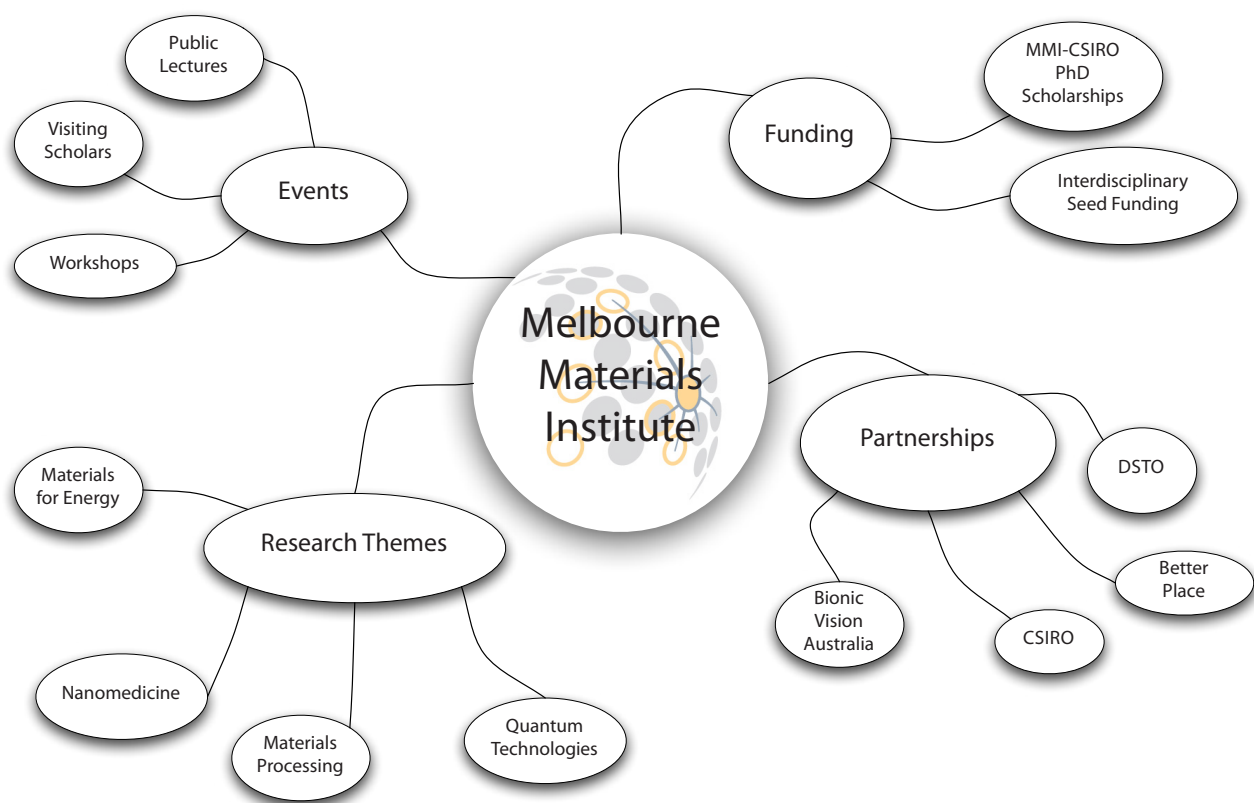 Public
Lectures
Visiting
Scholars
Events
Workshops
MMI-CSIRO
PhD
Scholarships
Funding
Interdisciplinary
Seed Funding
Melbourne
Materials
Institute
Partnerships
DSTO
Better
Place
CSIRO
Bionic
Vision
Australia
Materials
for Energy
Research Themes
Nanomedicine
Materials
Processing
Quantum
Technologies